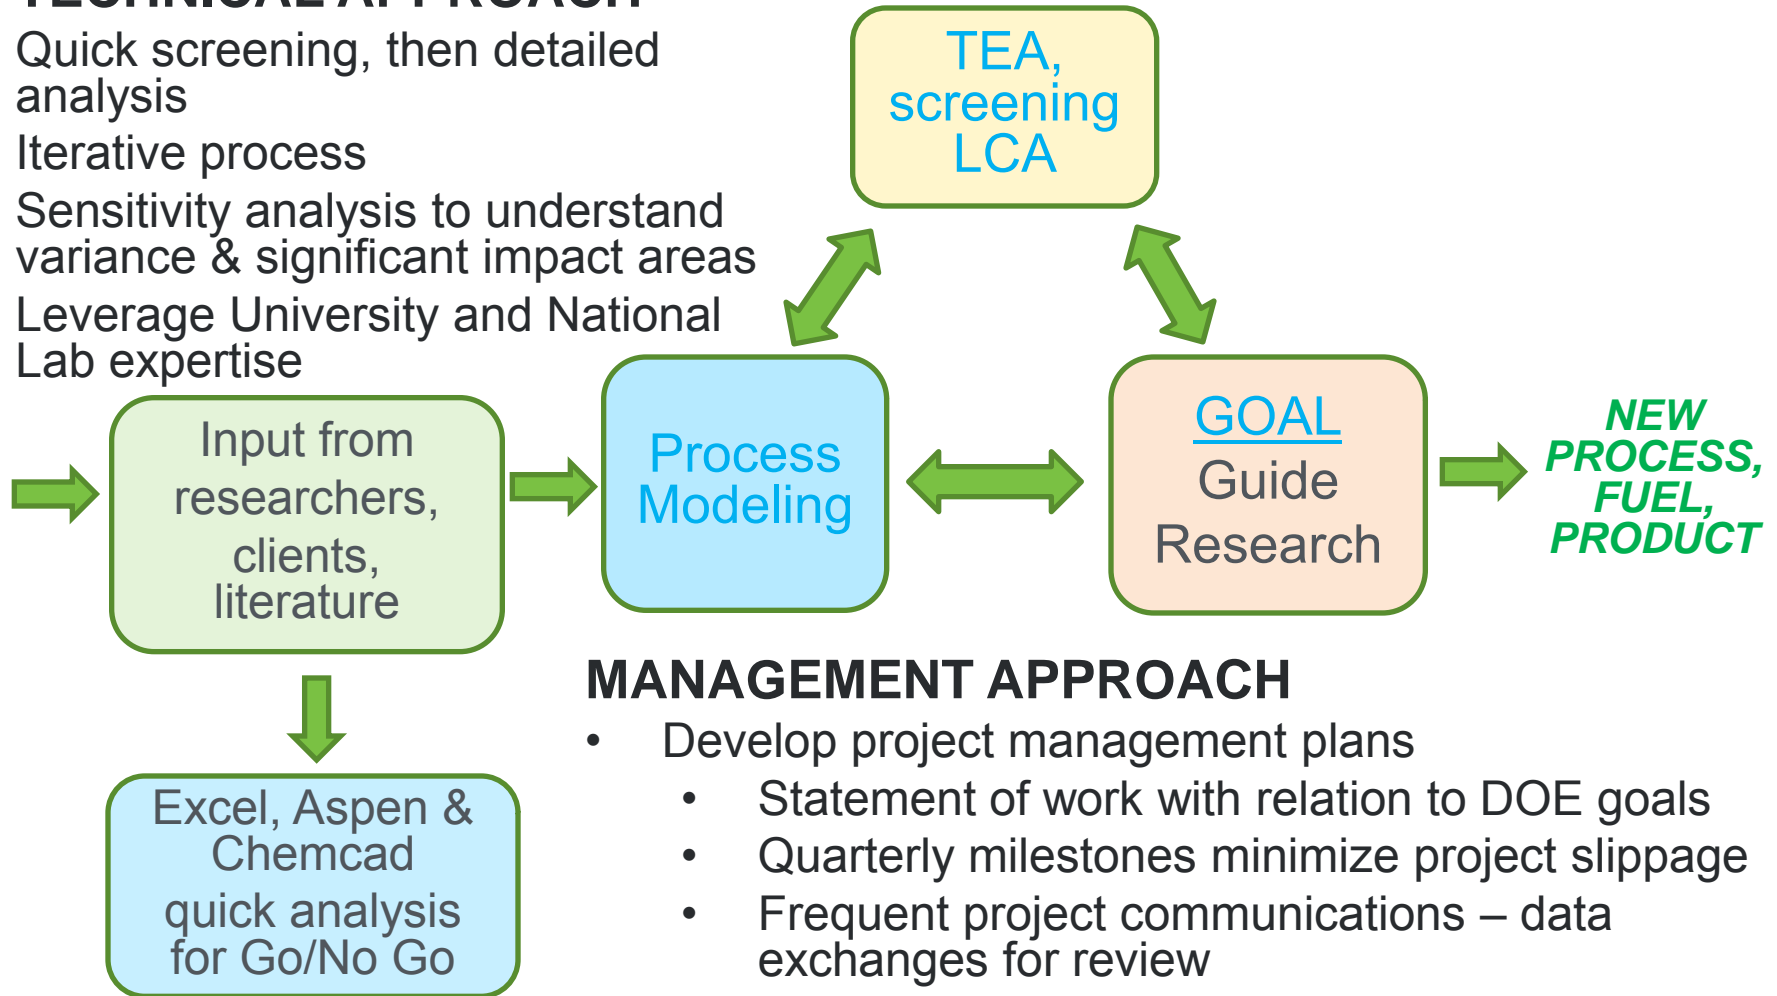 TECHNICAL APPROACH
Quick screening, then detailed
analysis
Iterative process
Sensitivity analysis to understand
variance & significant impact areas
Leverage University and National
Lab expertise
TEA,
screening
LCA
Input from
researchers,
clients,
literature
Process
Modeling
GOAL
Guide
Research
NEW
PROCESS,
FUEL,
PRODUCT
Excel, Aspen &
Chemcad
quick analysis
for Go/No Go
MANAGEMENT APPROACH
• Develop project management plans
• Statement of work with relation to DOE goals
• Quarterly milestones minimize project slippage
• Frequent project communications – data
exchanges for review